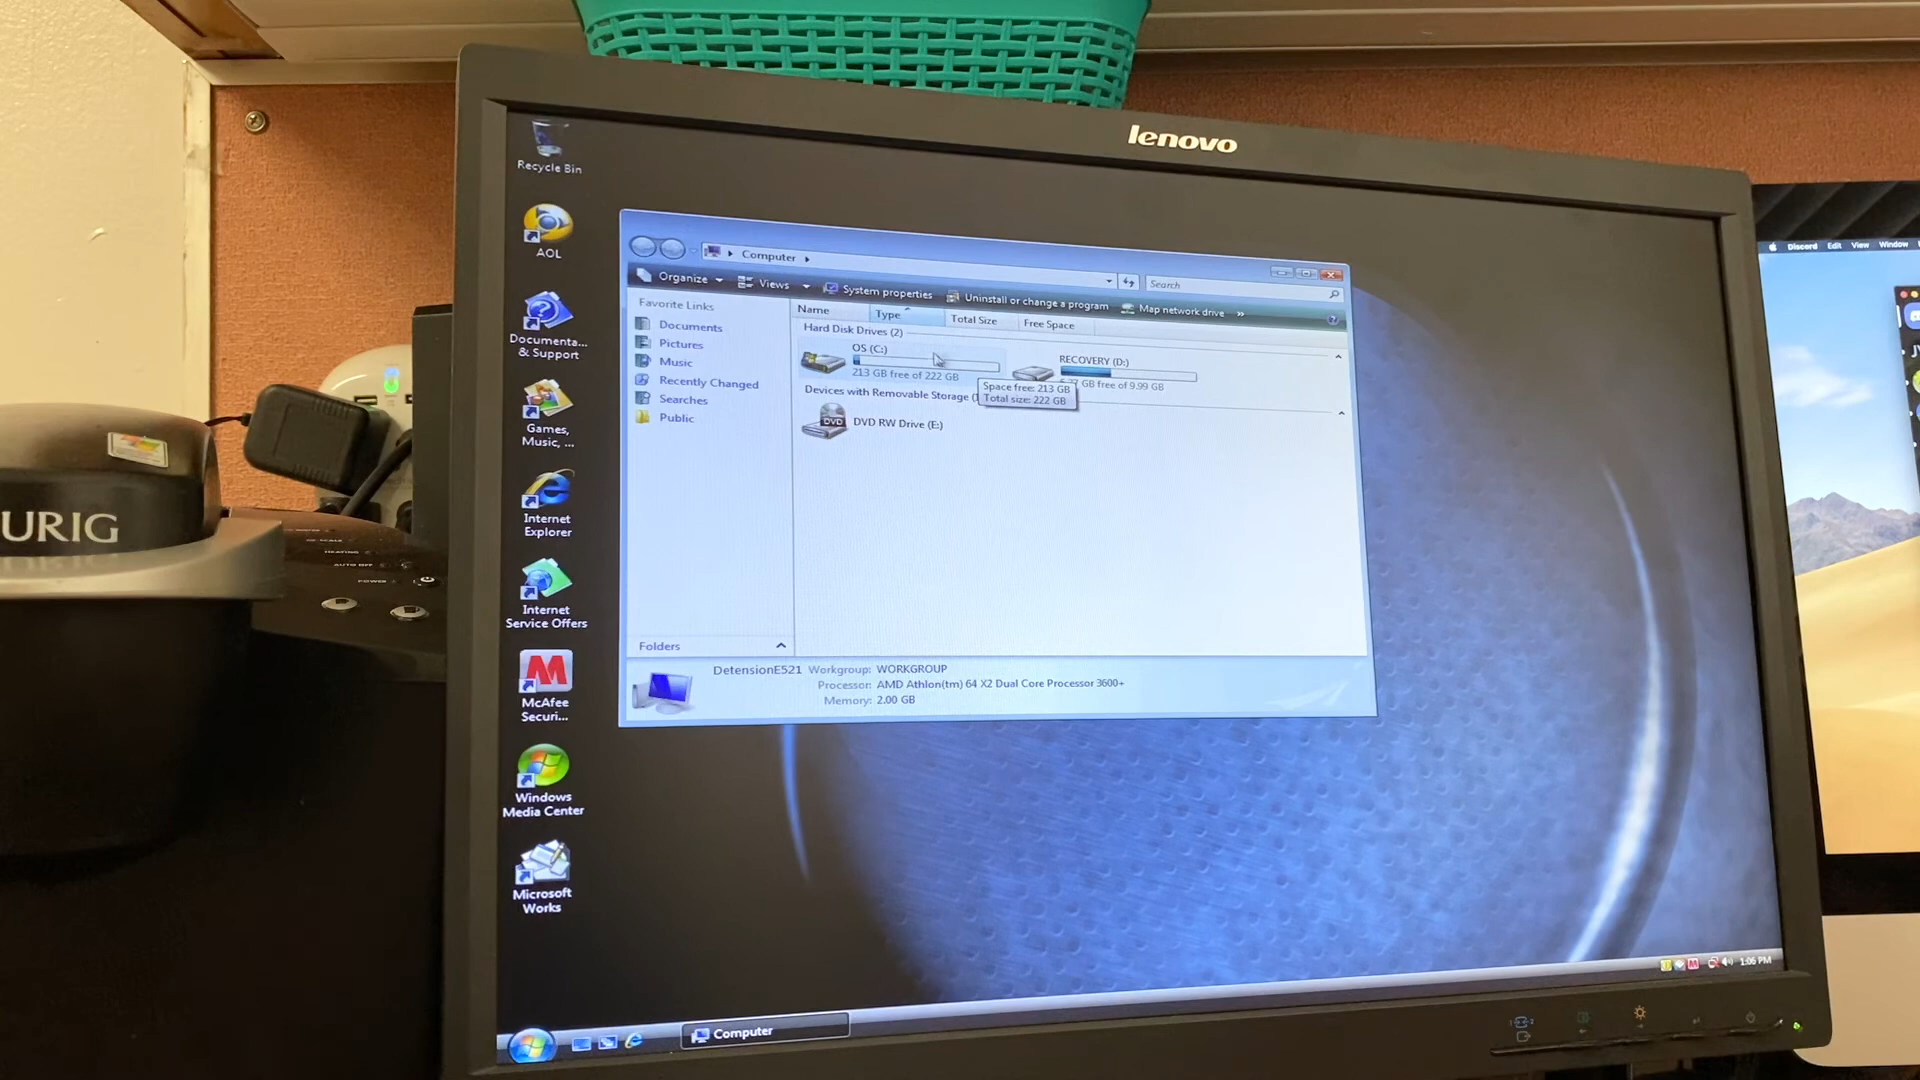 lenovo
Recycle Bin
AOL
Documenta...
& Support
Games,
Music, ...
Internet
Explorer
Internet
Service Offers
McAfee
Securi...
Windows
Media Center
Microsoft
Works
Computer
Search
Organize
Views
System properties
Uninstall or change a program
Map network drive
»
Favorite Links
Documents
Pictures
Music
Recently Changed
Searches
Public
Folders
Name
Type
Total Size
Free Space
Hard Disk Drives (2)
OS (C:)
213 GB free of 222 GB
RECOVERY (D:)
GB free of 9.99 GB
Space free: 213 GB
Total size: 222 GB
Devices with Removable Storage (
DVD
DVD RW Drive (E:)
DetensionE521
Workgroup: WORKGROUP
Processor: AMD Athlon(tm) 64 X2 Dual Core Processor 3600+
Memory: 2.00 GB
Computer
1:06 PM
URIG
HEATING
AUTO OFF
POWER
Discord Edit View Window